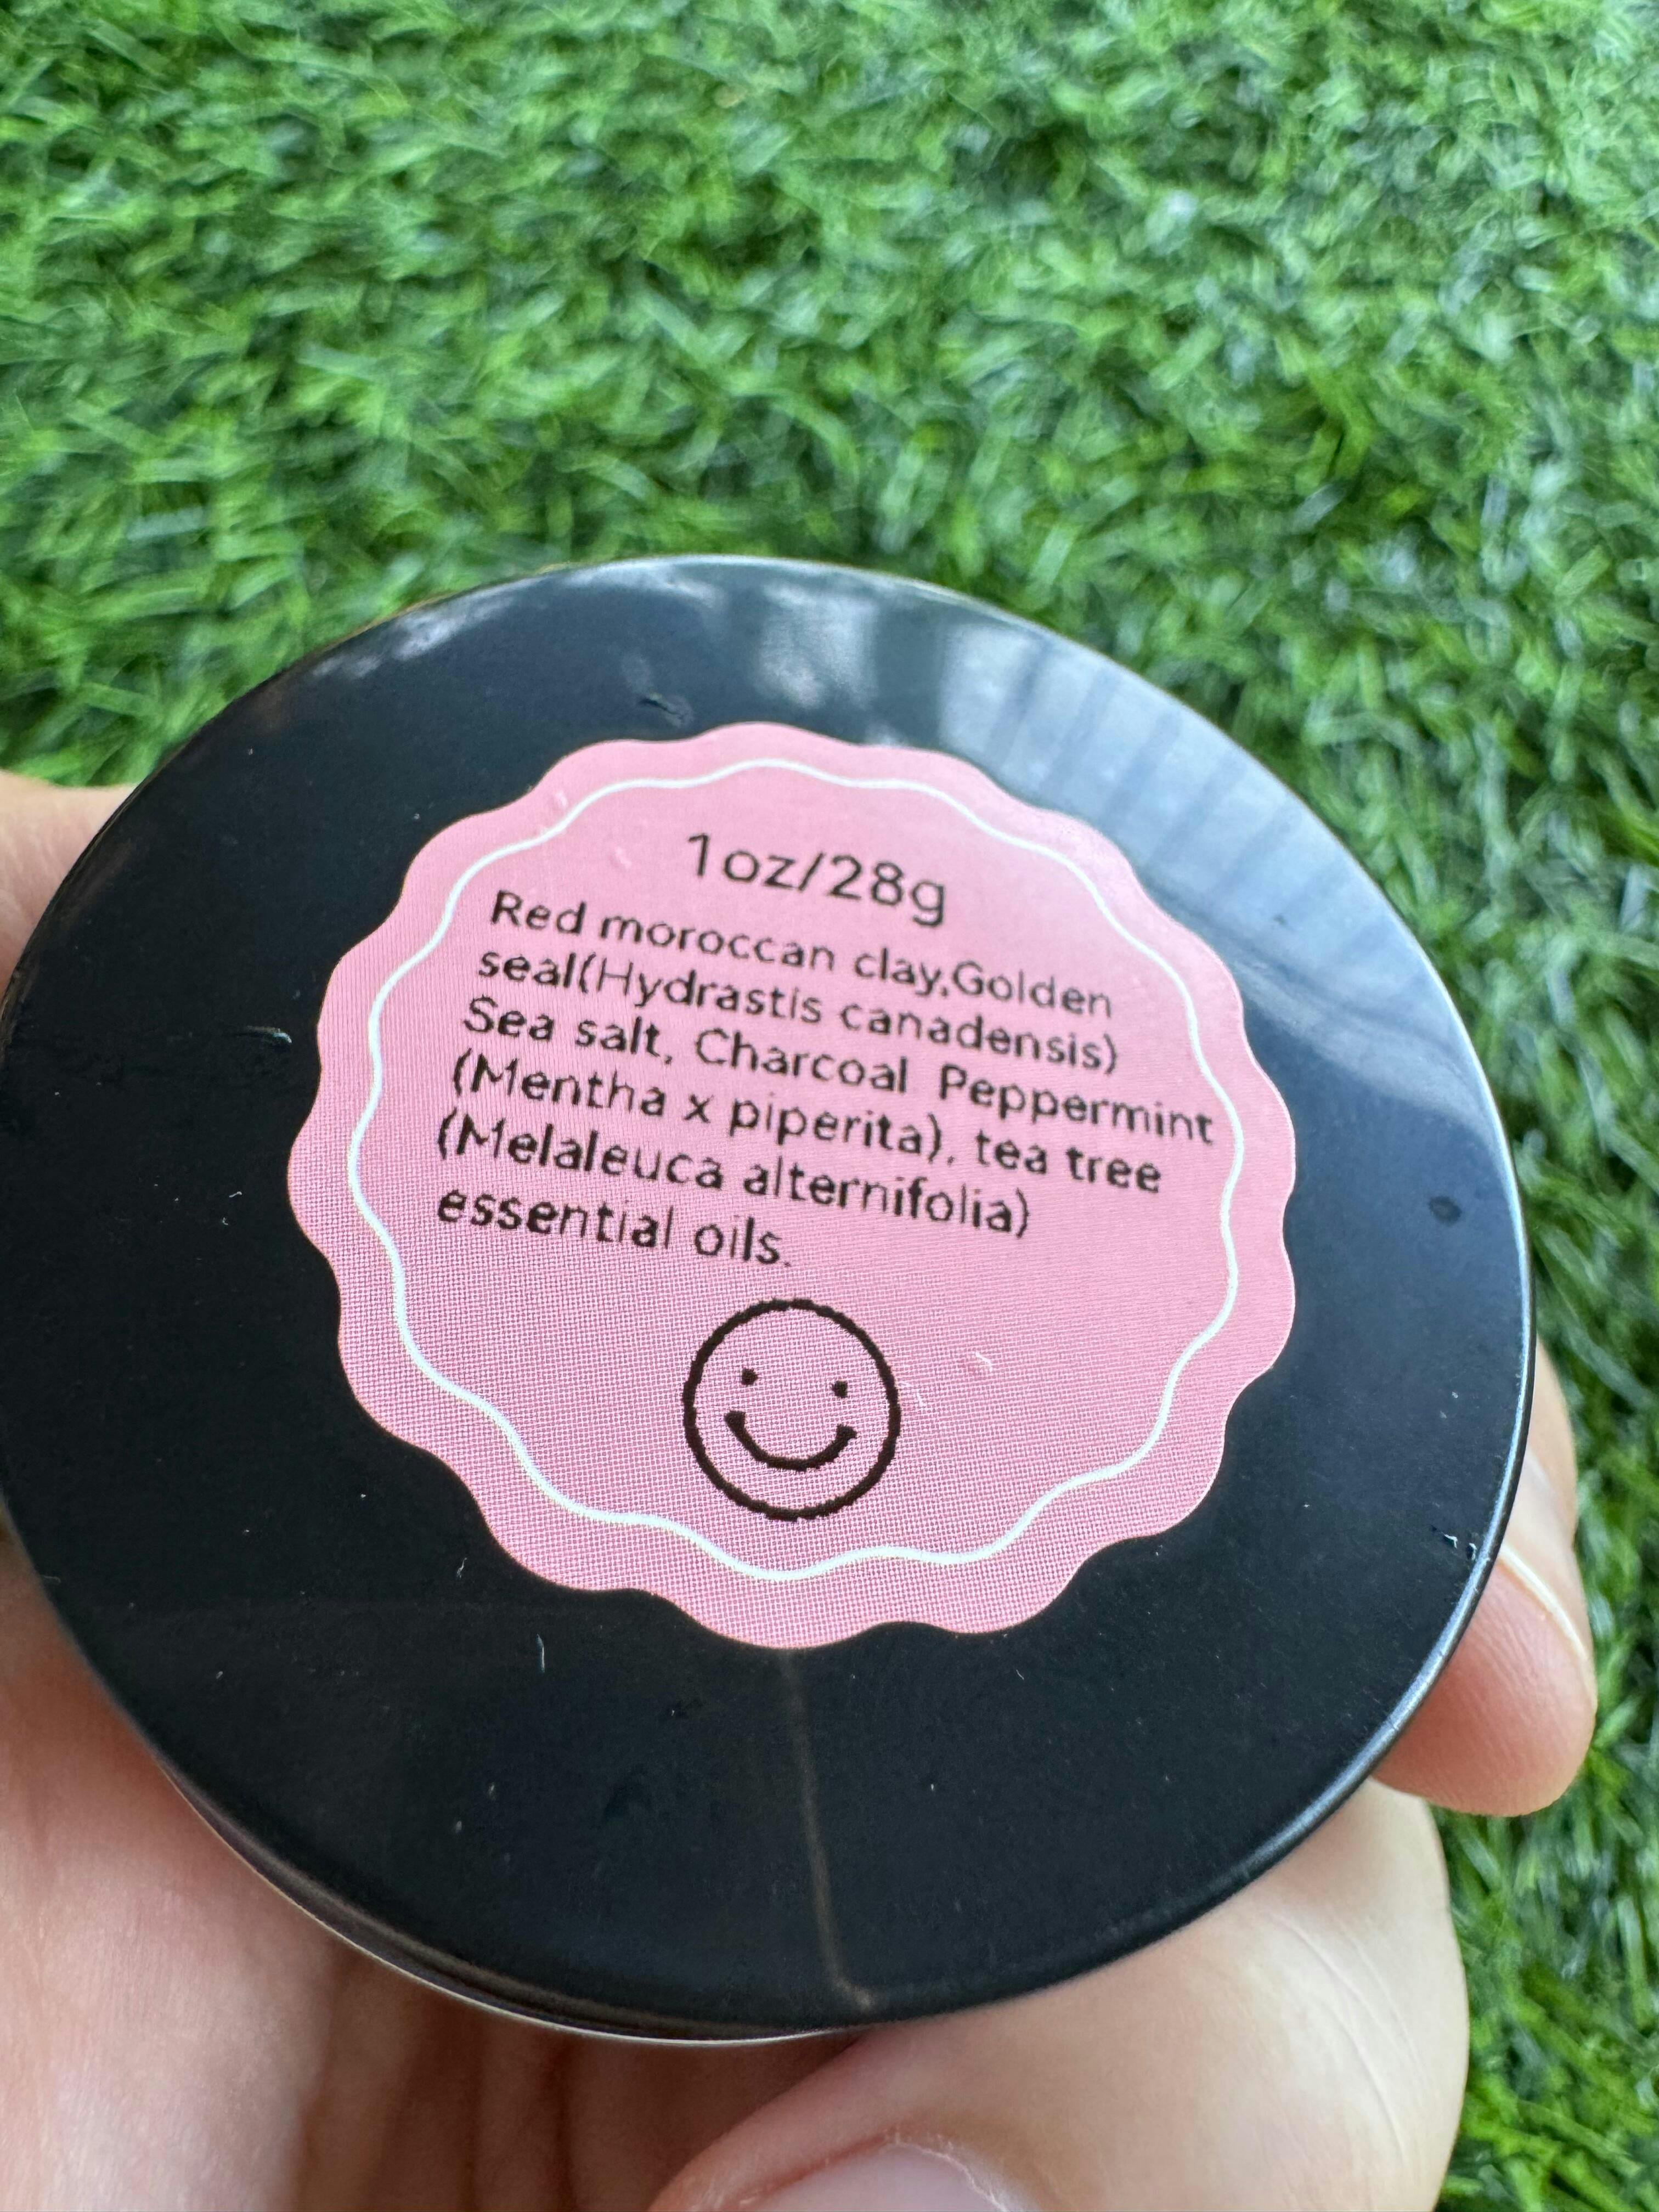 1oz/28g
Red moroccan clay,Golden
seal(Hydrastis canadensis)
Sea salt, Charcoal Peppermint
(Mentha x piperita), tea tree
(Melaleuca alternifolia)
essential oils.